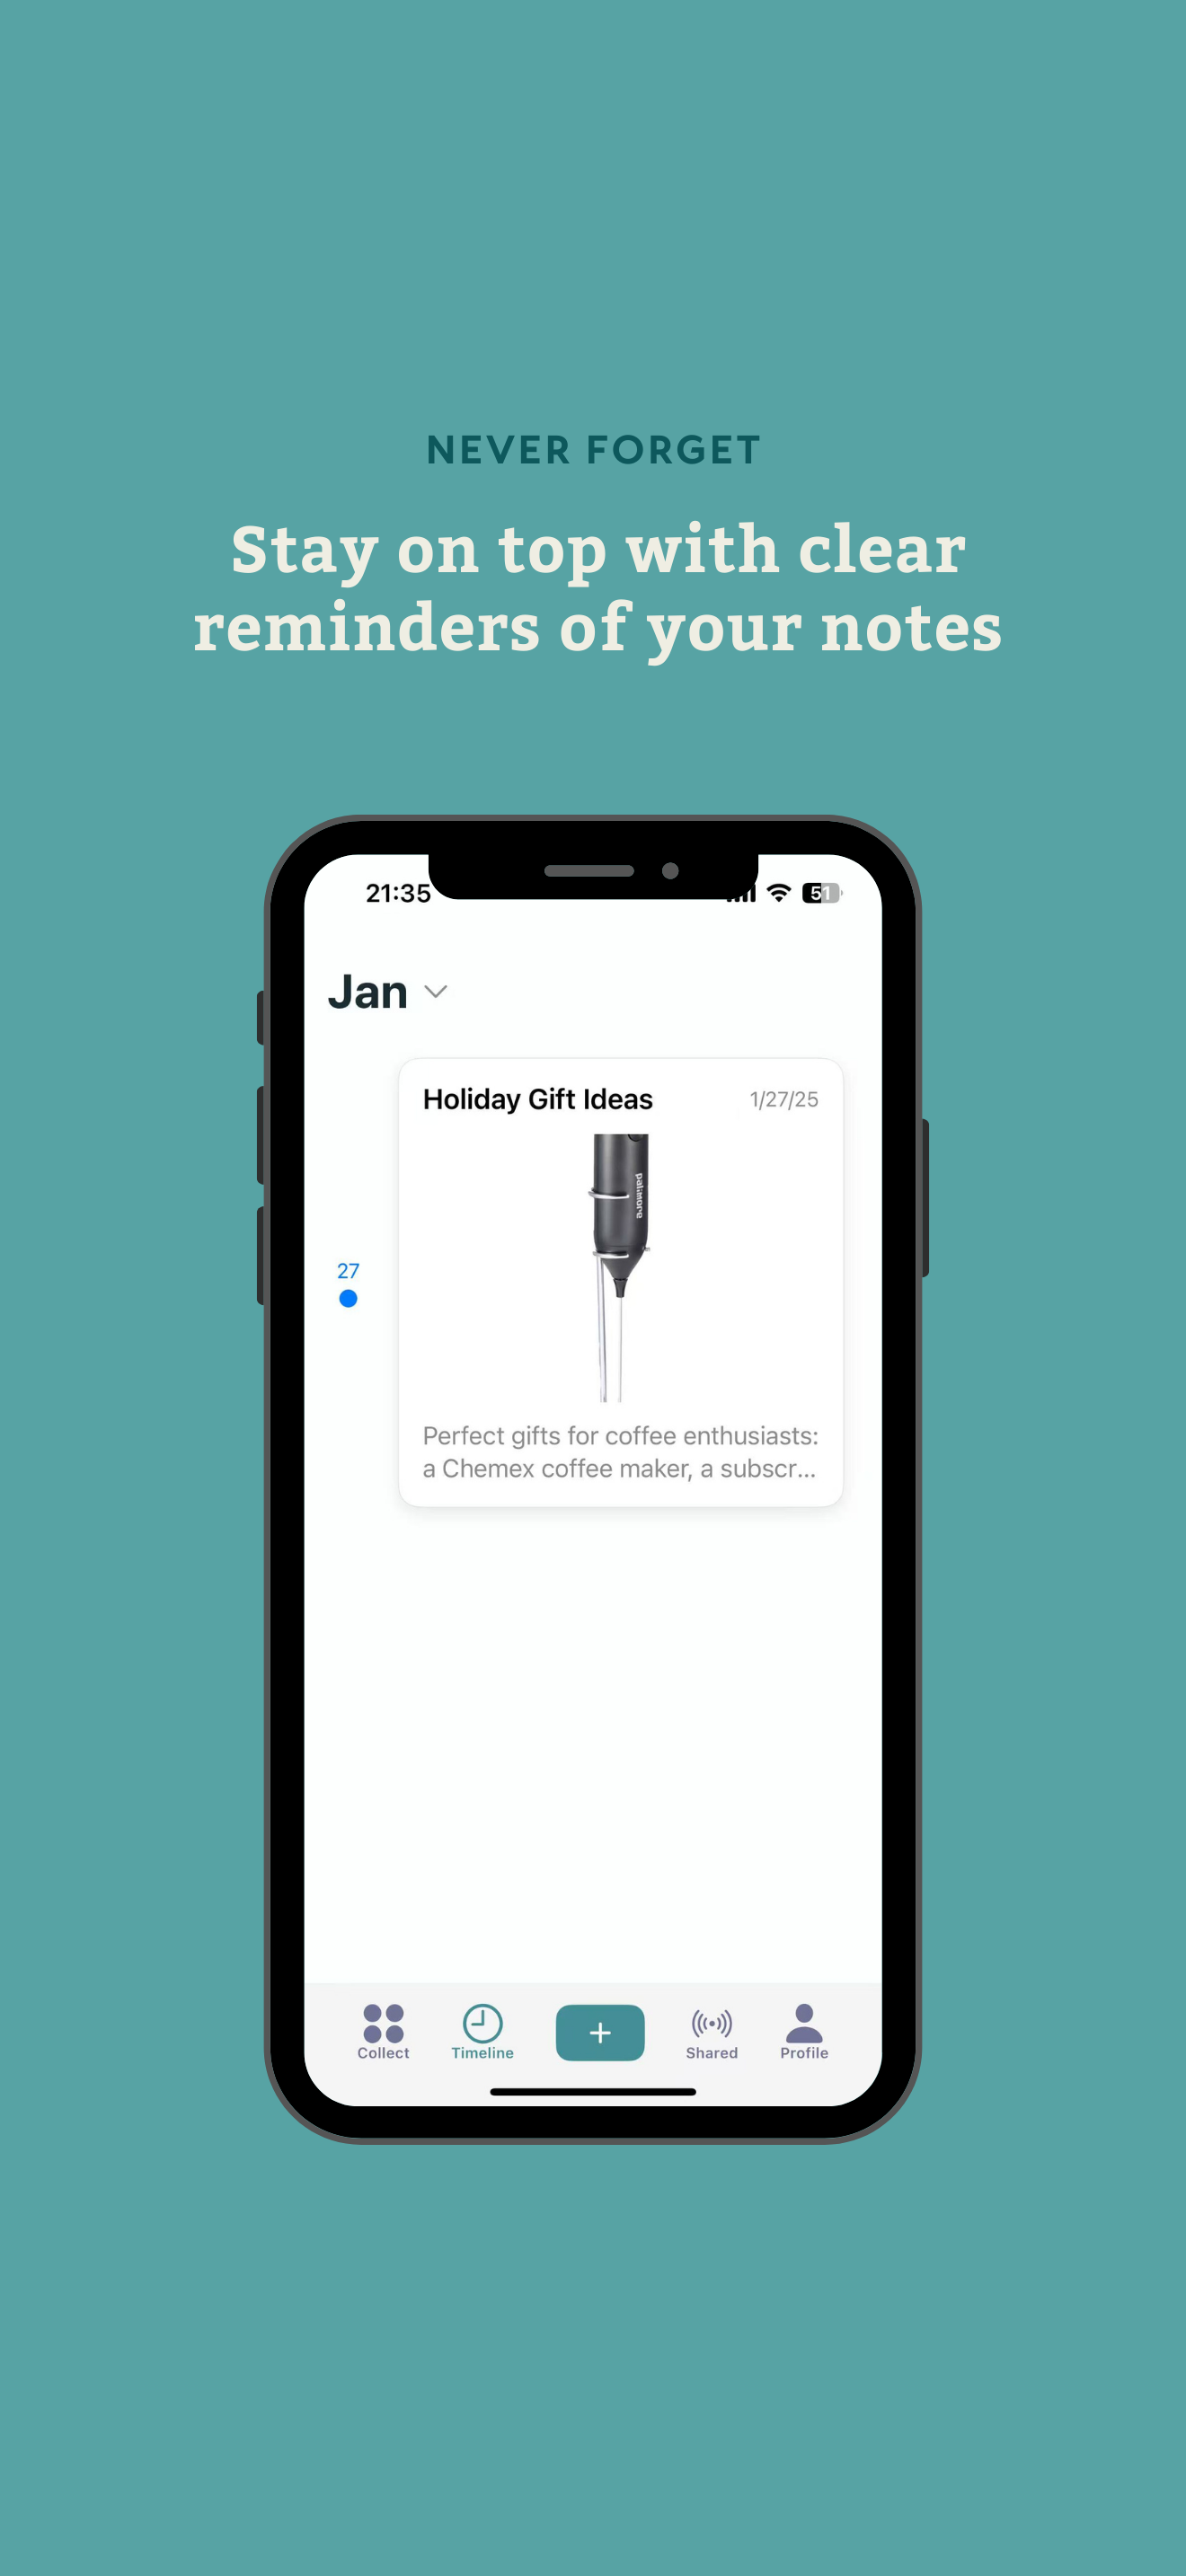 NEVER FORGET
Stay on top with clear
reminders of your notes
21:35
51
Jan
Holiday Gift Ideas
1/27/25
27
Perfect gifts for coffee enthusiasts:
a Chemex coffee maker, a subscr...
Collect
Timeline
+
Shared
Profile